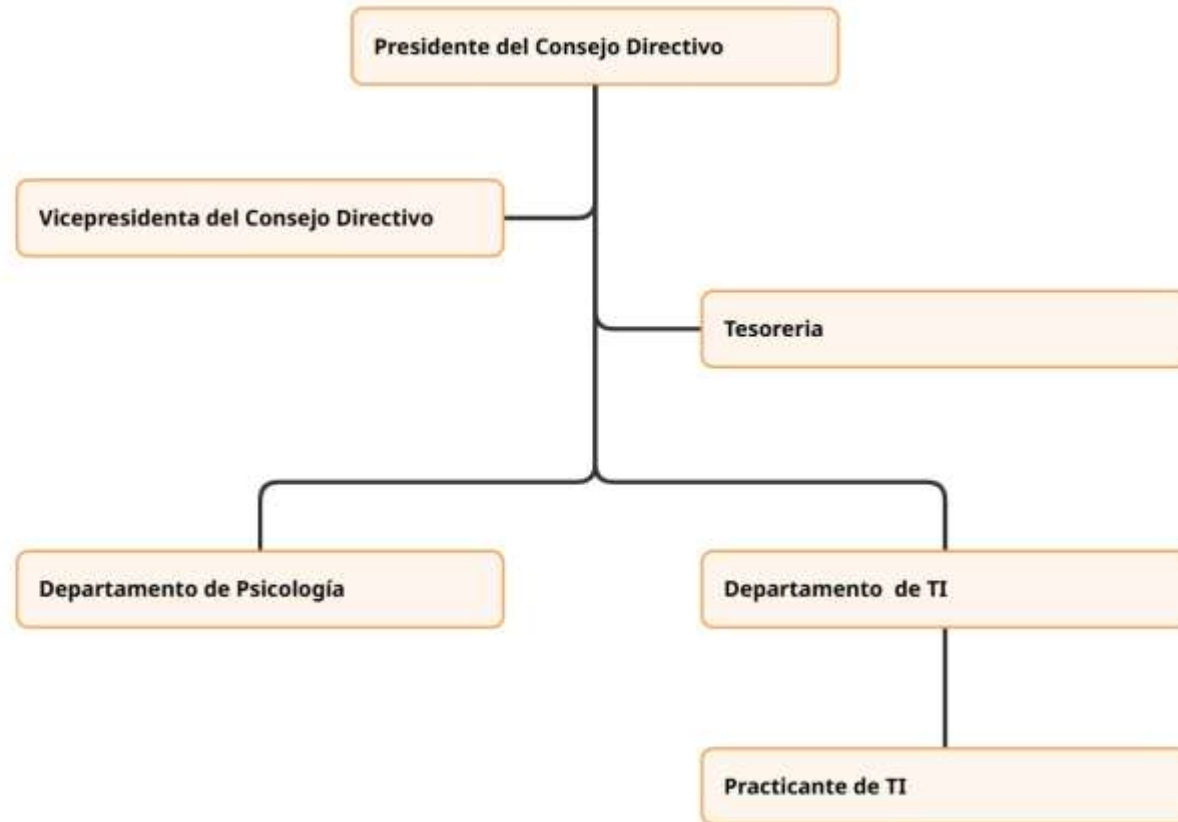 Presidente del Consejo Directivo
Vicepresidenta del Consejo Directivo
Tesoreria
Departamento de Psicología
Departamento  de TI
Practicante de TI